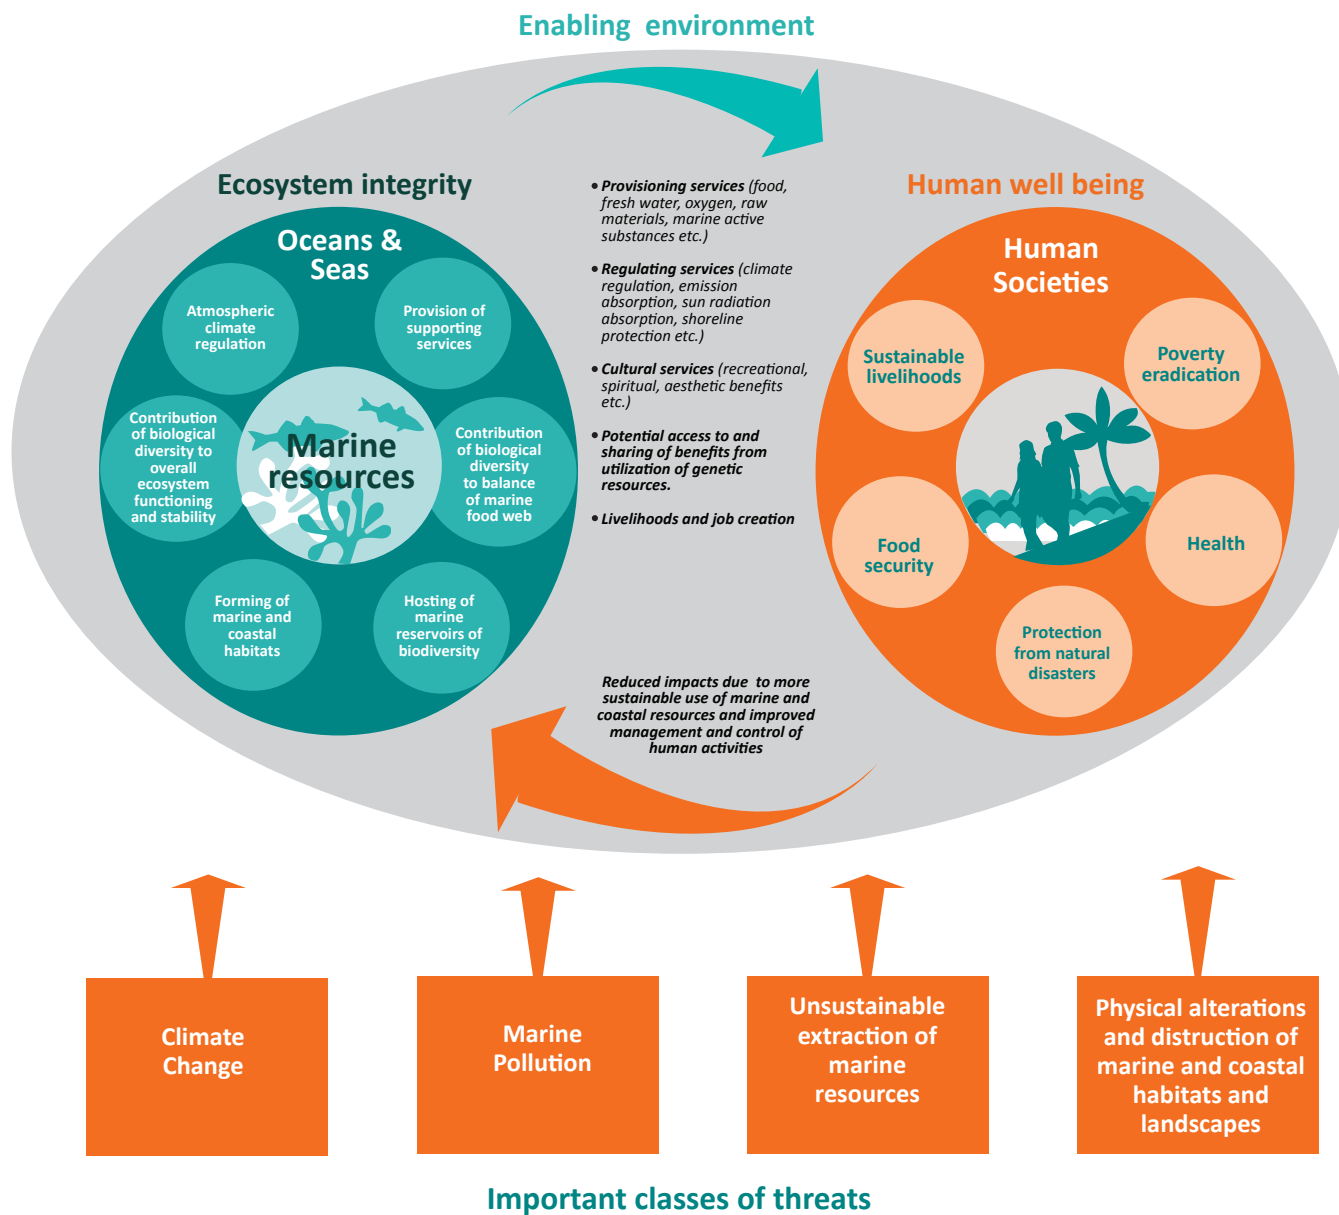 Enabling environment
Ecosystem integrity
Oceans &
Seas
Atmospheric
climate
regulation
Provision of
supporting
services
Contribution
of biological
diversity to
overall
ecosystem
functioning
and stability
Marine
resources
Contribution
of biological
diversity
to balance
of marine
food web
Forming of
marine and
coastal
habitats
Hosting of
marine
reservoirs of
biodiversity
• Provisioning services (food,
fresh water, oxygen, raw
materials, marine active
substances etc.)
• Regulating services (climate
regulation, emission
absorption, sun radiation
absorption, shoreline
protection etc.)
• Cultural services (recreational,
spiritual, aesthetic benefits
etc.)
• Potential access to and
sharing of benefits from
utilization of genetic
resources.
• Livelihoods and job creation
Human well being
Human
Societies
Sustainable
livelihoods
Poverty
eradication
Food
security
Health
Protection
from natural
disasters
Reduced impacts due to more
sustainable use of marine and
coastal resources and improved
management and control of
human activities
Climate
Change
Marine
Pollution
Unsustainable
extraction of
marine
resources
Physical alterations
and distruction of
marine and coastal
habitats and
landscapes
Important classes of threats